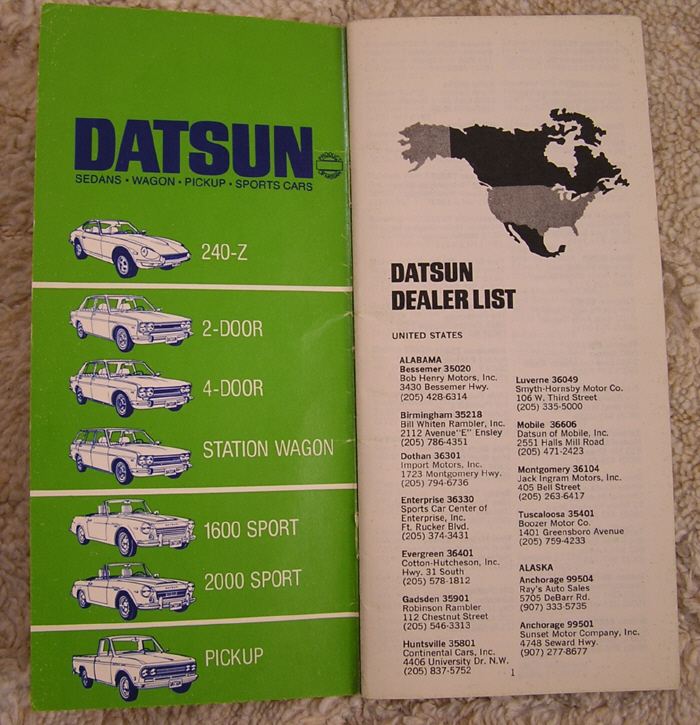 DATSUN
SEDANS • WAGON • PICKUP • SPORTS CARS
240-Z
2-DOOR
4-DOOR
STATION WAGON
1600 SPORT
2000 SPORT
PICKUP
DATSUN
DEALER LIST
UNITED STATES
ALABAMA
Bessemer 35020
Bob Henry Motors, Inc.
3430 Bessemer Hwy.
(205) 428-6314
Birmingham 35218
Bill Whiten Rambler, Inc.
2112 Avenue "E" Ensley
(205) 786-4351
Dothan 36301
Import Motors, Inc.
1723 Montgomery Hwy.
(205) 794-6736
Enterprise 36330
Sports Car Center of
Enterprise, Inc.
Ft. Rucker Blvd.
(205) 374-3431
Evergreen 36401
Cotton-Hutcheson, Inc.
Hwy. 31 South
(205) 578-1812
Gadsden 35901
Robinson Rambler
112 Chestnut Street
(205) 546-3313
Huntsville 35801
Continental Cars, Inc.
4406 University Dr. N.W.
(205) 837-5752
Luverne 36049
Smyth-Hornsby Motor Co.
106 W. Third Street
(205) 335-5000
Mobile 36606
Datsun of Mobile, Inc.
2551 Halls Mill Road
(205) 471-2423
Montgomery 36104
Jack Ingram Motors, Inc.
405 Bell Street
(205) 263-6417
Tuscaloosa 35401
Boozer Motor Co.
1401 Greensboro Avenue
(205) 759-4233
ALASKA
Anchorage 99504
Ray's Auto Sales
5705 DeBarr Rd.
(907) 333-5735
Anchorage 99501
Sunset Motor Company, Inc.
4748 Seward Hwy.
(907) 277-8677
1